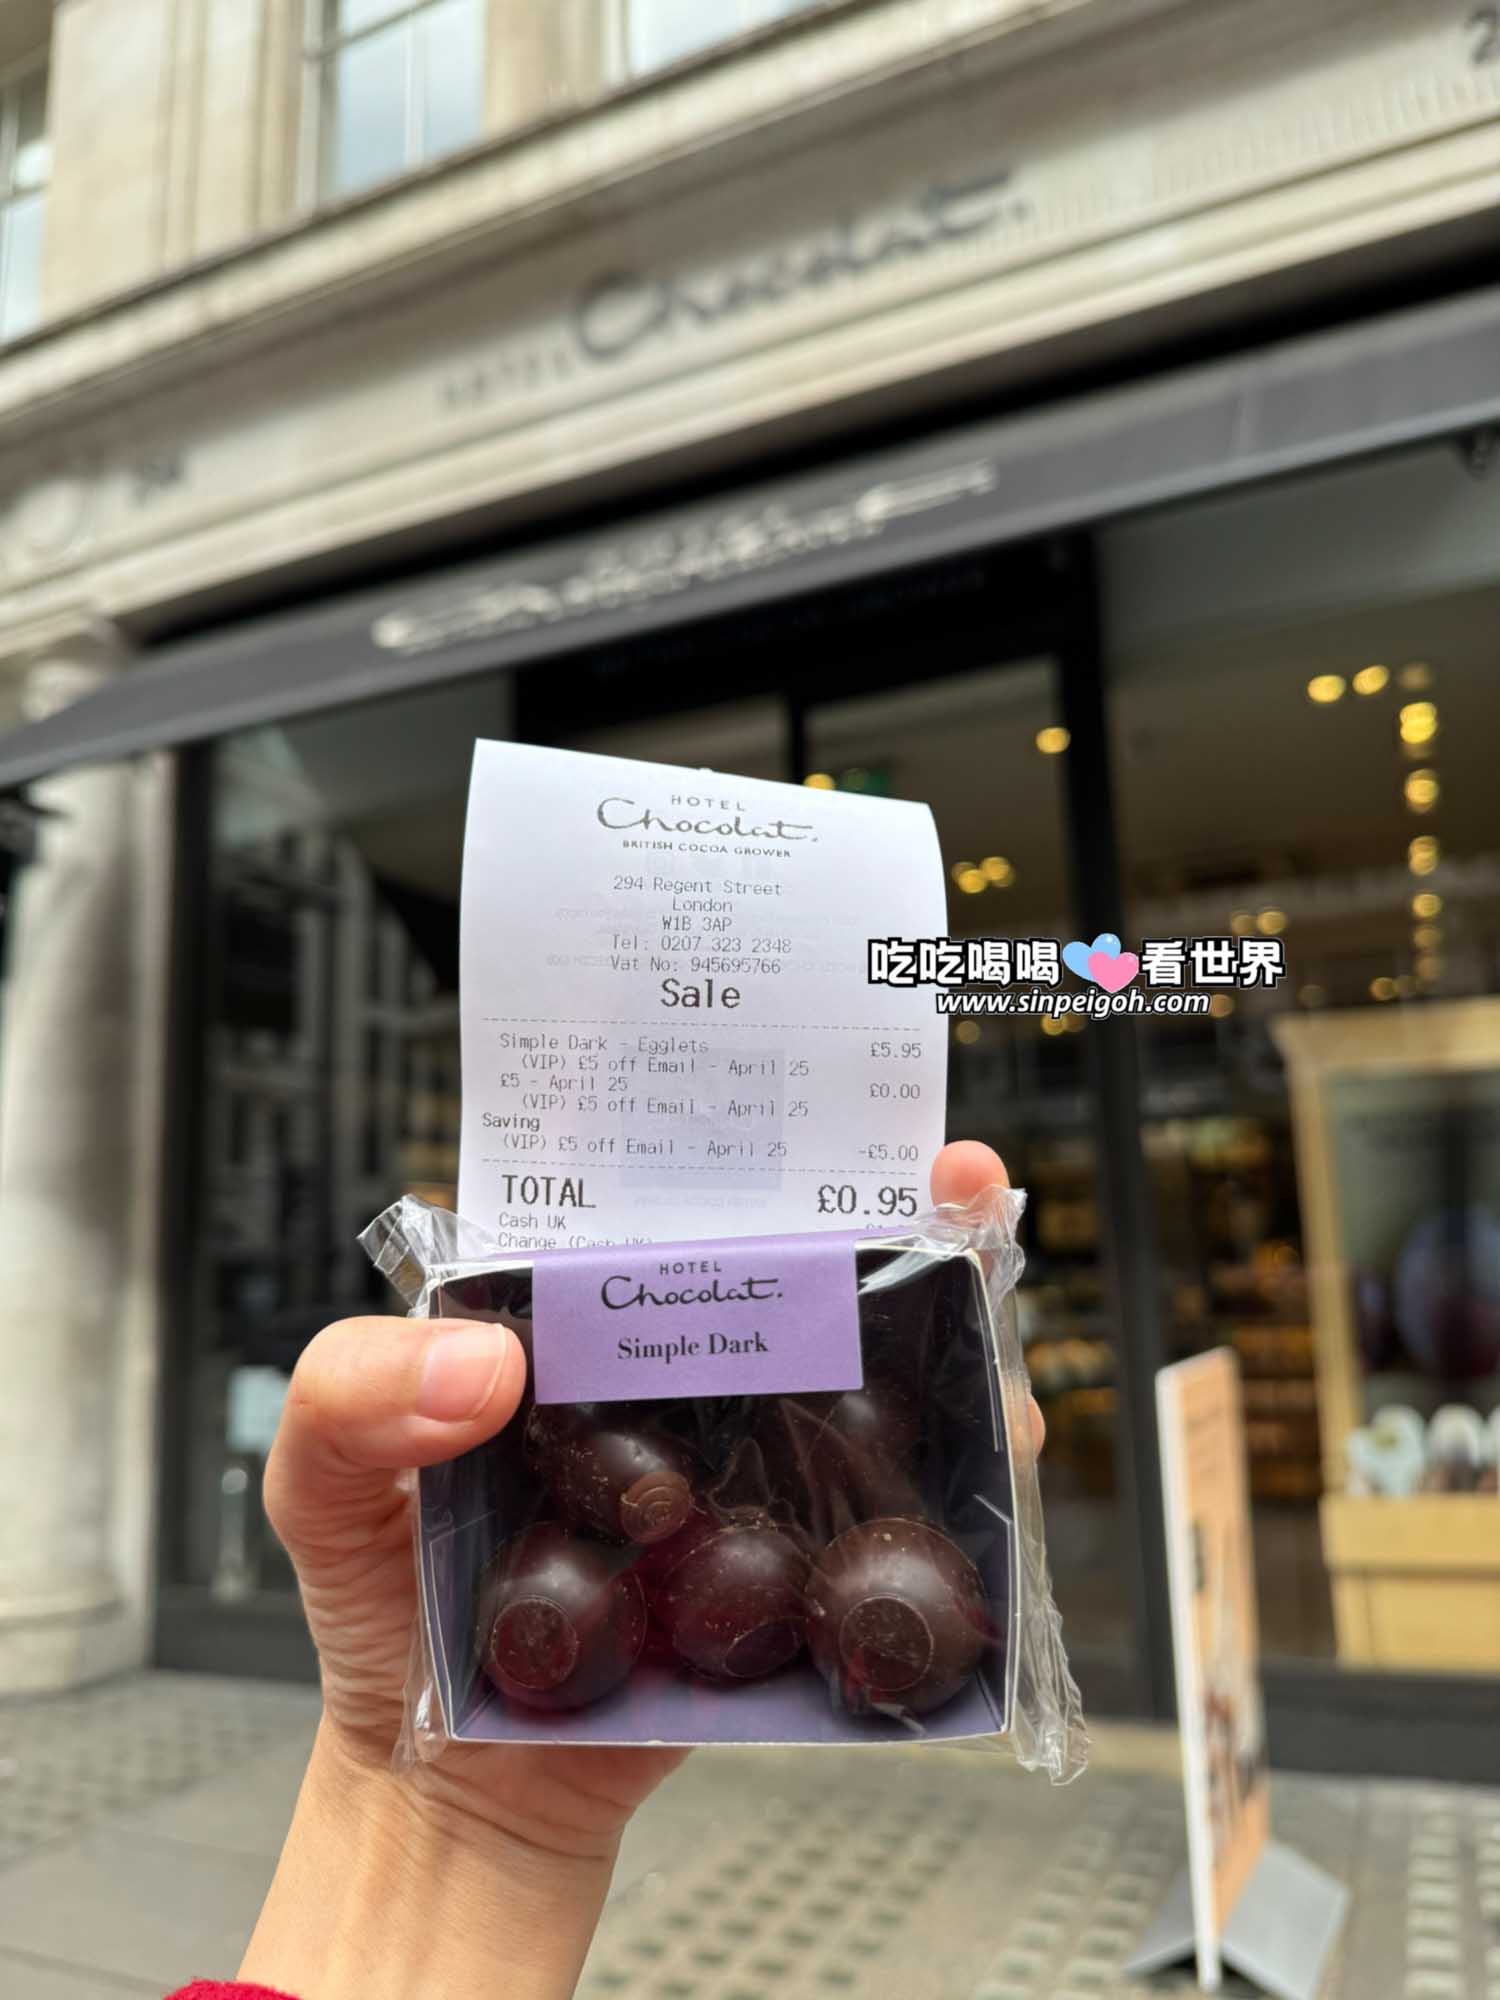 HOTEL Chocolat.
HOTEL
Chocolat.
BRITISH COCOA GROWER
294 Regent Street
London
W1B 3AP
Tel: 0207 323 2348
Vat No: 945695766
Sale
Simple Dark - Egglets £5.95
(VIP) £5 off Email - April 25
£5 - April 25 £0.00
(VIP) £5 off Email - April 25
Saving
(VIP) £5 off Email - April 25 -£5.00
TOTAL £0.95
Cash UK
Change (Cash UK)
吃吃喝喝看世界
www.sinpeigoh.com
HOTEL
Chocolat.
Simple Dark